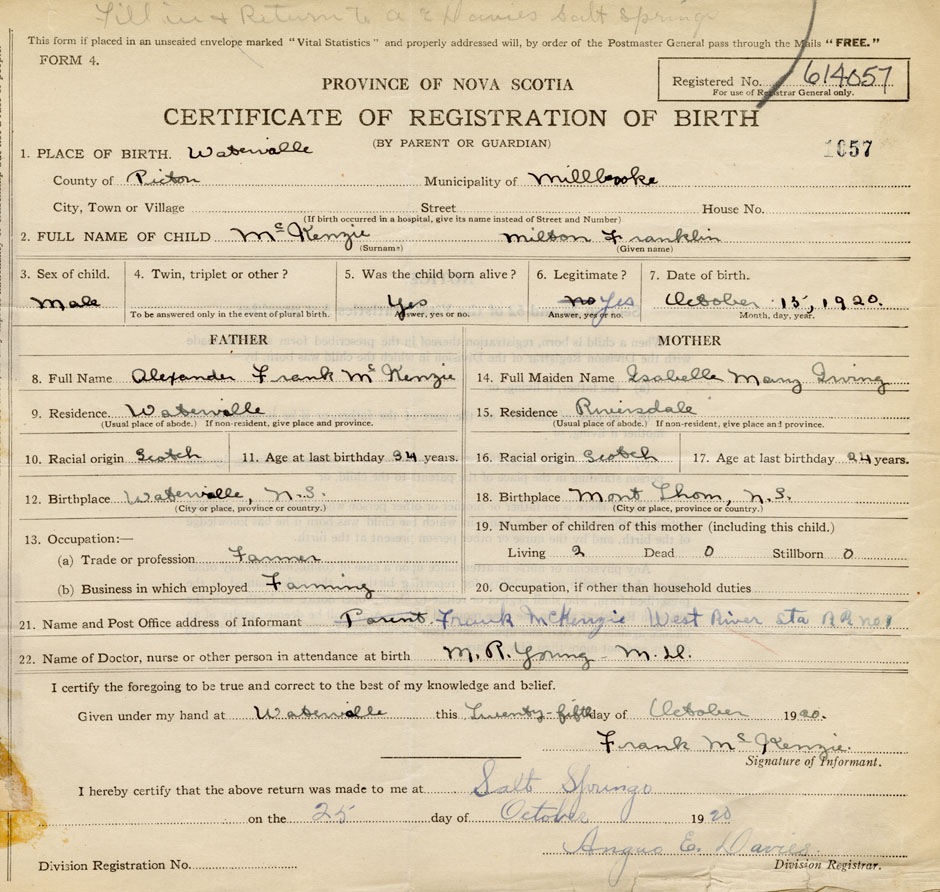 Fill in & Return to A E Davies Salt Springs
This form if placed in an unsealed envelope marked "Vital Statistics" and properly addressed will, by order of the Postmaster General pass through the Mails "FREE."
FORM 4.
Registered No. 614057
For use of Registrar General only.
PROVINCE OF NOVA SCOTIA
CERTIFICATE OF REGISTRATION OF BIRTH
(BY PARENT OR GUARDIAN)
1057
1. PLACE OF BIRTH. Watervalle
County of Picton Municipality of Millbrooke
City, Town or Village Street House No.
(If birth occurred in a hospital, give its name instead of Street and Number)
2. FULL NAME OF CHILD McKenzie Milton Franklin
(Surname) (Given name)
3. Sex of child. 4. Twin, triplet or other? 5. Was the child born alive? 6. Legitimate? 7. Date of birth.
Male Yes no Yes October 15, 1920.
To be answered only in the event of plural birth. Answer, yes or no. Answer, yes or no. Month, day, year.
FATHER MOTHER
8. Full Name Alexander Frank McKenzie 14. Full Maiden Name Isabelle Mary Irving
9. Residence. Watervalle 15. Residence Riversdale
(Usual place of abode.) If non-resident, give place and province. (Usual place of abode.) If non-resident, give place and province.
10. Racial origin Scotch 11. Age at last birthday 34 years. 16. Racial origin Scotch 17. Age at last birthday 24 years.
12. Birthplace Watervalle, N.S. 18. Birthplace Mont Thom, N.S.
(City or place, province or country.) (City or place, province or country.)
13. Occupation:— 19. Number of children of this mother (including this child.)
(a) Trade or profession Farmer Living 2 Dead 0 Stillborn 0
(b) Business in which employed Farming 20. Occupation, if other than household duties
21. Name and Post Office address of Informant Parent. Frank McKenzie West River Sta RR no1
22. Name of Doctor, nurse or other person in attendance at birth M. R. Young - M.D.
I certify the foregoing to be true and correct to the best of my knowledge and belief.
Given under my hand at Watervalle this Twenty-fifth day of October 1920.
Frank McKenzie.
Signature of Informant.
I hereby certify that the above return was made to me at Salt Springs
on the 25 day of October 1920
Angus E. Davies.
Division Registration No. Division Registrar.